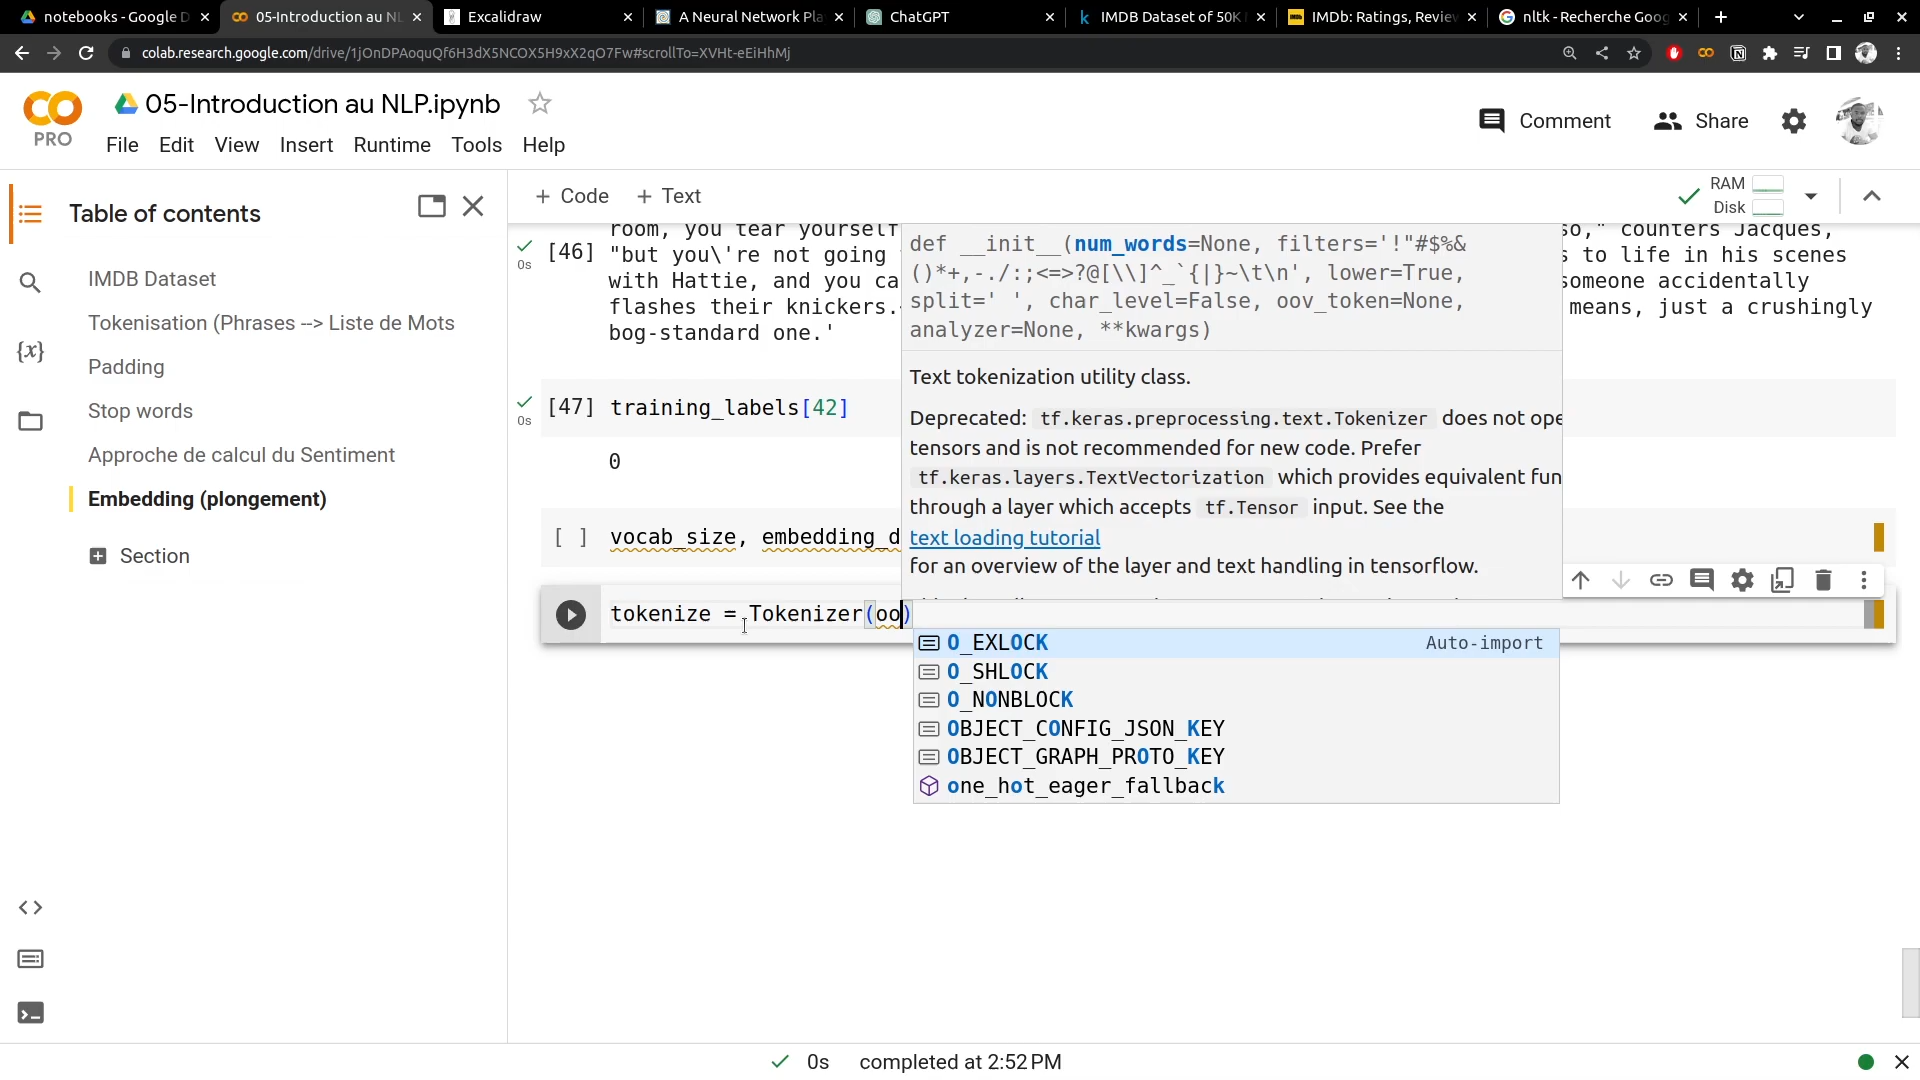 notebooks - Google D
05-Introduction au NL
Excalidraw
A Neural Network Pla
ChatGPT
IMDB Dataset of 50K
IMDb: Ratings, Review
nltk - Recherche Goog
colab.research.google.com/drive/1jOnDPAoquQf6H3dX5NCOX5H9xX2qO7Fw#scrollTo=XVHt-eEiHhMj
PRO
05-Introduction au NLP.ipynb
File Edit View Insert Runtime Tools Help
Comment
Share
Table of contents
IMDB Dataset
Tokenisation (Phrases --> Liste de Mots
Padding
Stop words
Approche de calcul du Sentiment
Embedding (plongement)
Section
{x}
+ Code + Text
RAM
Disk
room, you tear yourself so," counters Jacques,
0s [46] "but you\'re not going s to life in his scenes
with Hattie, and you ca someone accidentally
flashes their knickers. means, just a crushingly
bog-standard one.'
0s [47] training_labels[42]
0
[ ] vocab_size, embedding_d
tokenize = Tokenizer(oo)
def __init__(num_words=None, filters='!"#$%&
()*+,-./:;<=>?@[\\]^_`{|}~\t\n', lower=True,
split=' ', char_level=False, oov_token=None,
analyzer=None, **kwargs)
Text tokenization utility class.
Deprecated: tf.keras.preprocessing.text.Tokenizer does not ope
tensors and is not recommended for new code. Prefer
tf.keras.layers.TextVectorization which provides equivalent fun
through a layer which accepts tf.Tensor input. See the
text loading tutorial
for an overview of the layer and text handling in tensorflow.
O_EXLOCK Auto-import
O_SHLOCK
O_NONBLOCK
OBJECT_CONFIG_JSON_KEY
OBJECT_GRAPH_PROTO_KEY
one_hot_eager_fallback
0s completed at 2:52 PM